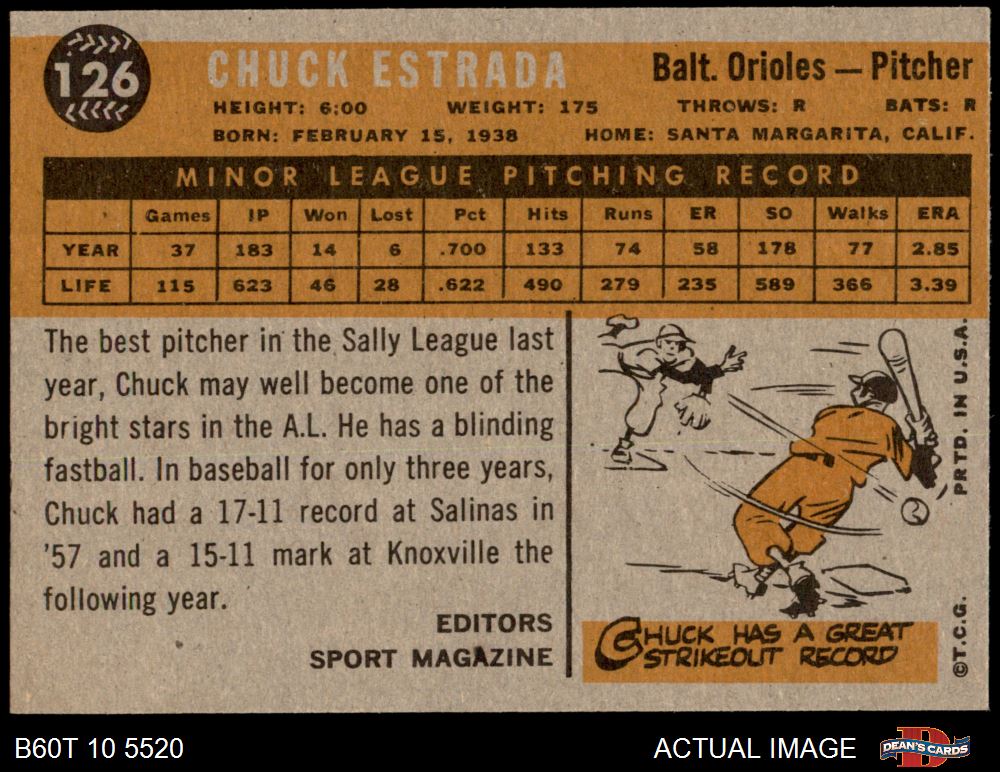 126
CHUCK ESTRADA
Balt. Orioles — Pitcher
HEIGHT: 6:00 WEIGHT: 175 THROWS: R BATS: R
BORN: FEBRUARY 15, 1938 HOME: SANTA MARGARITA, CALIF.
MINOR LEAGUE PITCHING RECORD
Games IP Won Lost Pct Hits Runs ER SO Walks ERA
YEAR 37 183 14 6 .700 133 74 58 178 77 2.85
LIFE 115 623 46 28 .622 490 279 235 589 366 3.39
The best pitcher in the Sally League last
year, Chuck may well become one of the
bright stars in the A.L. He has a blinding
fastball. In baseball for only three years,
Chuck had a 17-11 record at Salinas in
'57 and a 15-11 mark at Knoxville the
following year.
EDITORS
SPORT MAGAZINE
CHUCK HAS A GREAT
STRIKEOUT RECORD
PRTD. IN U.S.A.
©T.C.G.
B60T 10 5520
ACTUAL IMAGE
DEAN'S CARDS